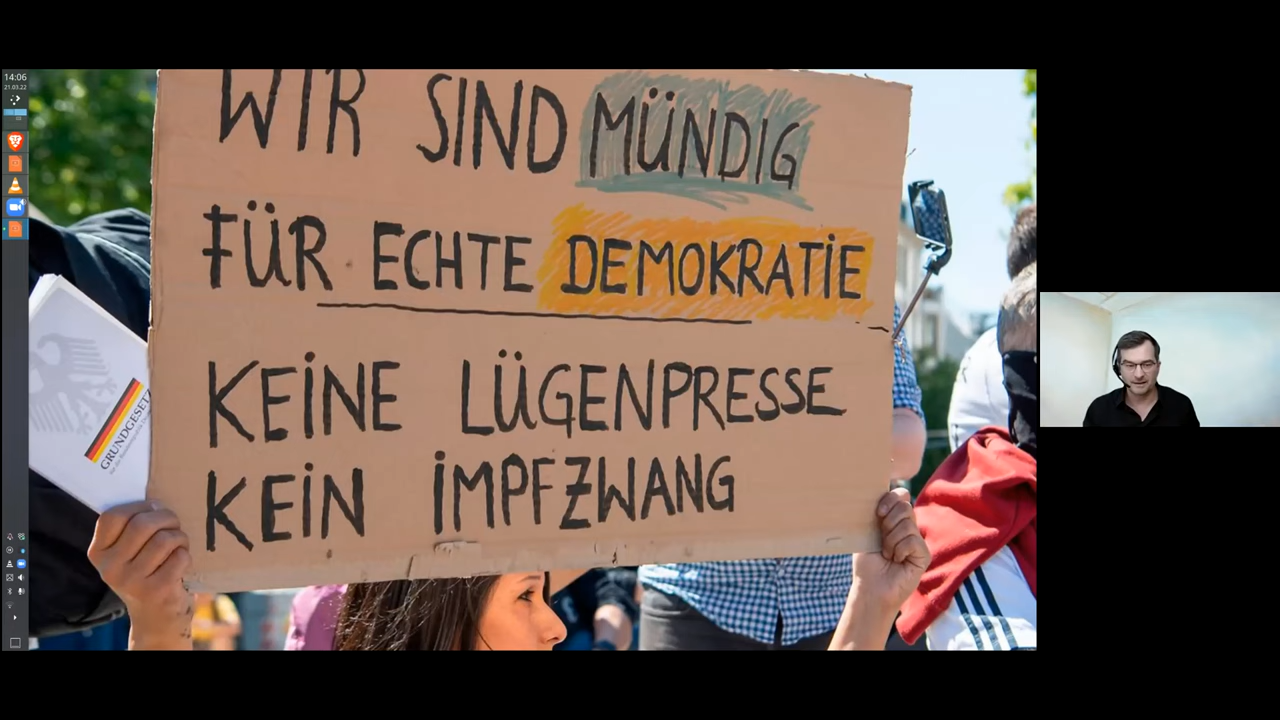 14:06
21.03.22
WIR SIND MÜNDIG
FÜR ECHTE DEMOKRATIE
KEINE LÜGENPRESSE
KEIN IMPFZWANG
GRUNDGESETZ